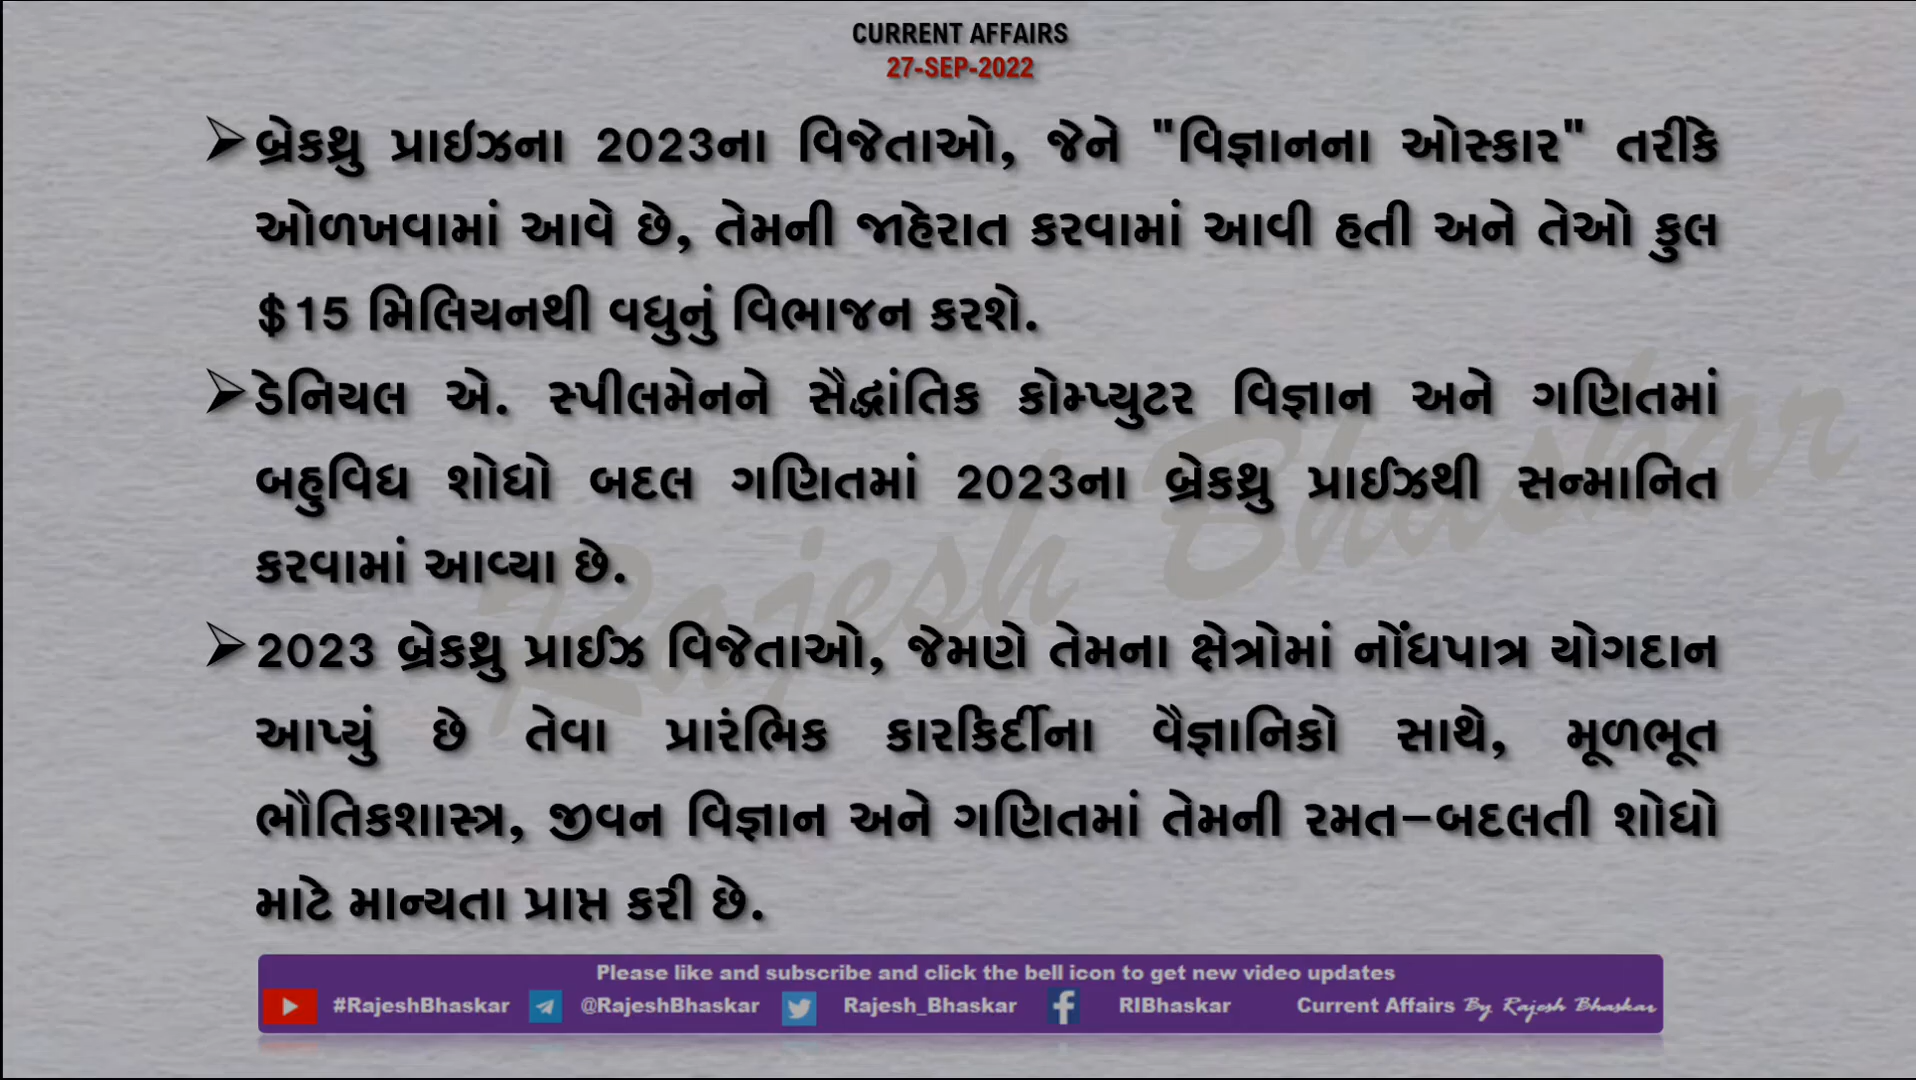 CURRENT AFFAIRS
27-SEP-2022
બ્રેકથ્રુ પ્રાઈઝના 2023ના વિજેતાઓ, જેને "વિજ્ઞાનના ઓસ્કાર" તરીકે
ઓળખવામાં આવે છે, તેમની જાહેરાત કરવામાં આવી હતી અને તેઓ કુલ
$15 મિલિયનથી વધુનું વિભાજન કરશે.
ડેનિયલ એ. સ્પીલમેનને સૈદ્ધાંતિક કોમ્પ્યુટર વિજ્ઞાન અને ગણિતમાં
બહુવિધ શોધો બદલ ગણિતમાં 2023ના બ્રેકથ્રુ પ્રાઈઝથી સન્માનિત
કરવામાં આવ્યા છે.
2023 બ્રેકથ્રુ પ્રાઈઝ વિજેતાઓ, જેમણે તેમના ક્ષેત્રોમાં નોંધપાત્ર યોગદાન
આપ્યું છે તેવા પ્રારંભિક કારકિર્દીના વૈજ્ઞાનિકો સાથે, મૂળભૂત
ભૌતિકશાસ્ત્ર, જીવન વિજ્ઞાન અને ગણિતમાં તેમની રમત-બદલતી શોધો
માટે માન્યતા પ્રાપ્ત કરી છે.
Rajesh Bhaskar
Please like and subscribe and click the bell icon to get new video updates
#RajeshBhaskar @RajeshBhaskar Rajesh_Bhaskar RIBhaskar Current Affairs By Rajesh Bhaskar